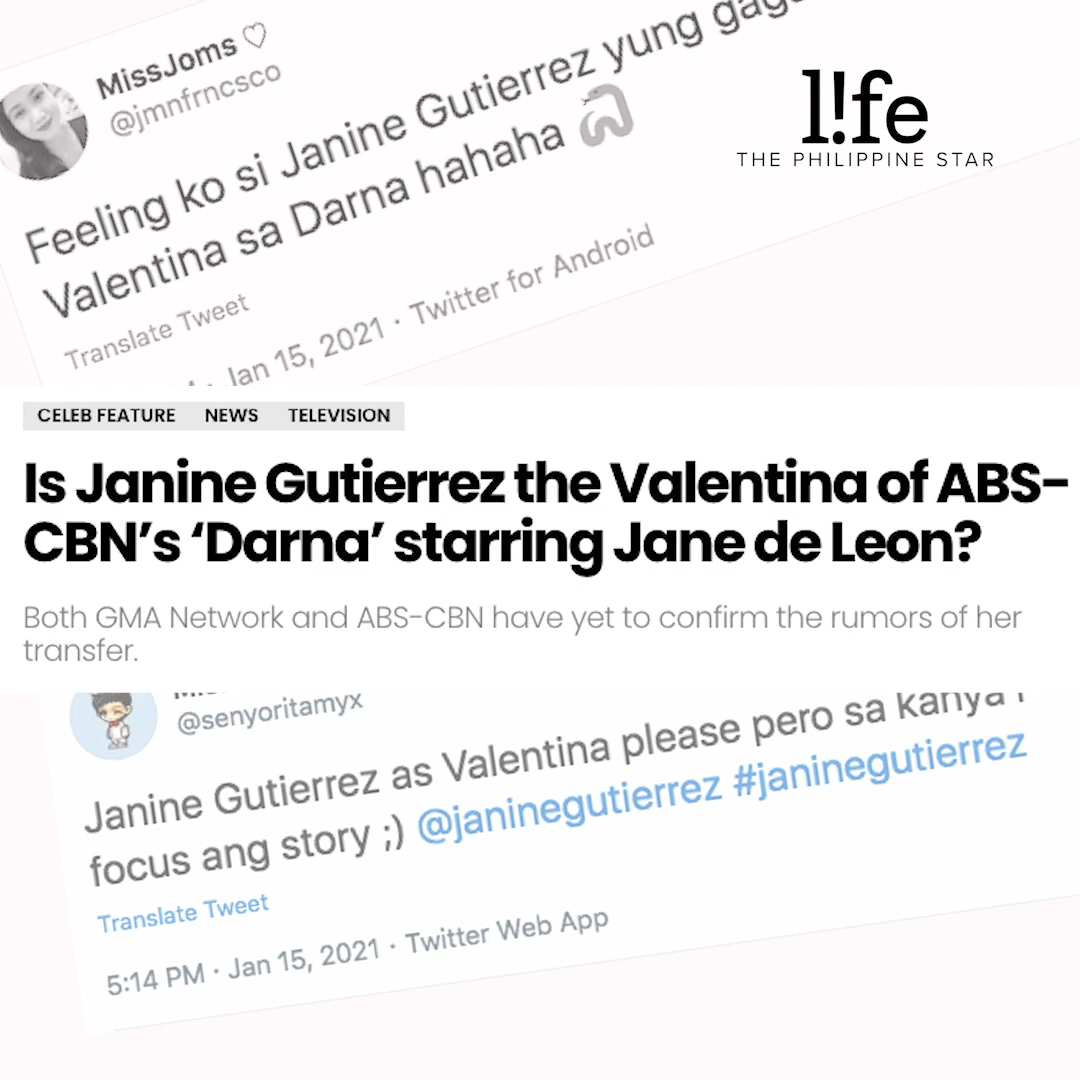 MissJoms ♡
@jmnfrncsco
Feeling ko si Janine Gutierrez yung
Valentina sa Darna hahaha 🐍
Translate Tweet
Jan 15, 2021 · Twitter for Android
l!fe
THE PHILIPPINE STAR
CELEB FEATURE NEWS TELEVISION
Is Janine Gutierrez the Valentina of ABS-
CBN's ‘Darna’ starring Jane de Leon?
Both GMA Network and ABS-CBN have yet to confirm the rumors of her
transfer.
@senyoritamyx
Janine Gutierrez as Valentina please pero sa kanya
focus ang story ;) @janinegutierrez #janinegutierrez
Translate Tweet
5:14 PM · Jan 15, 2021 · Twitter Web App